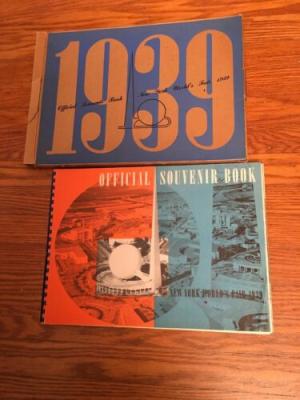 1939
Official Souvenir Book New York World's Fair 1939
OFFICIAL SOUVENIR BOOK
NEW YORK WORLD'S FAIR 1939